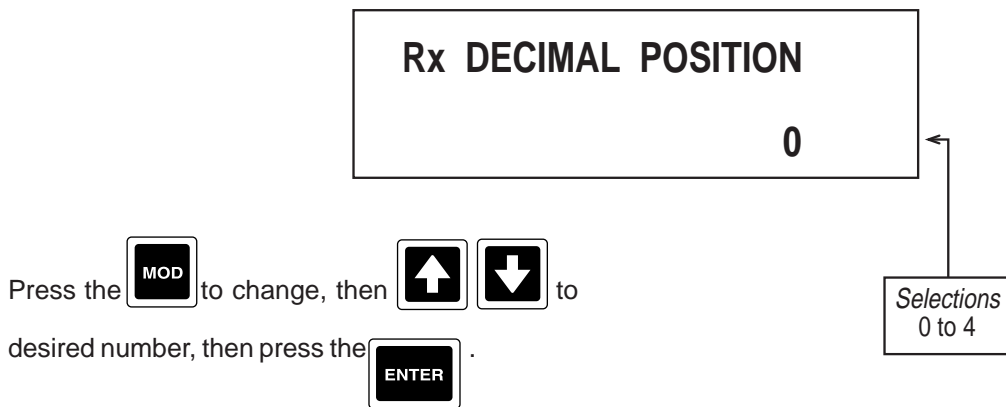 Rx DECIMAL POSITION
0
Press the MOD to change, then to
desired number, then press the ENTER .
Selections
0 to 4